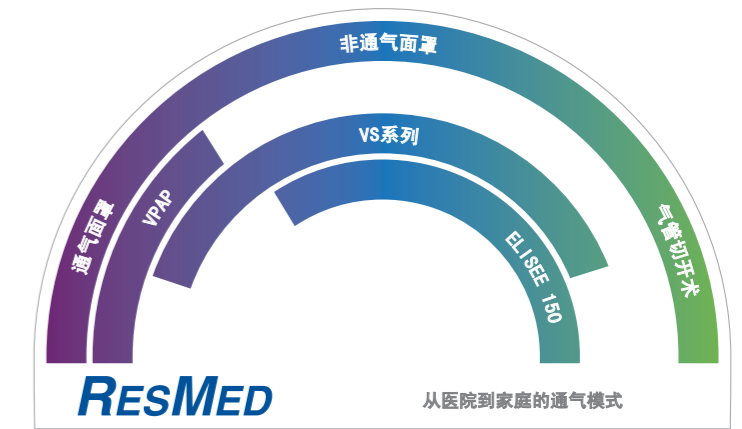 非通气面罩
VS系列
VPAP
通气面罩
ELISEE 150
气管切开术
RESMED
从医院到家庭的通气模式